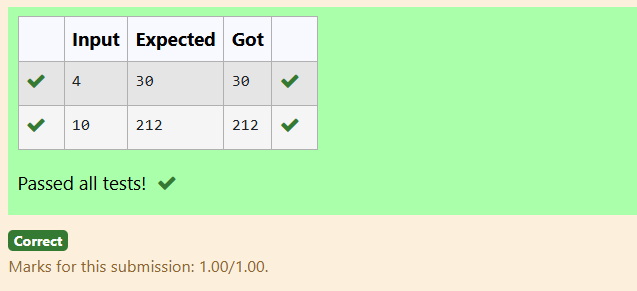 Input Expected Got
4 30 30
10 212 212
Passed all tests!
Correct
Marks for this submission: 1.00/1.00.